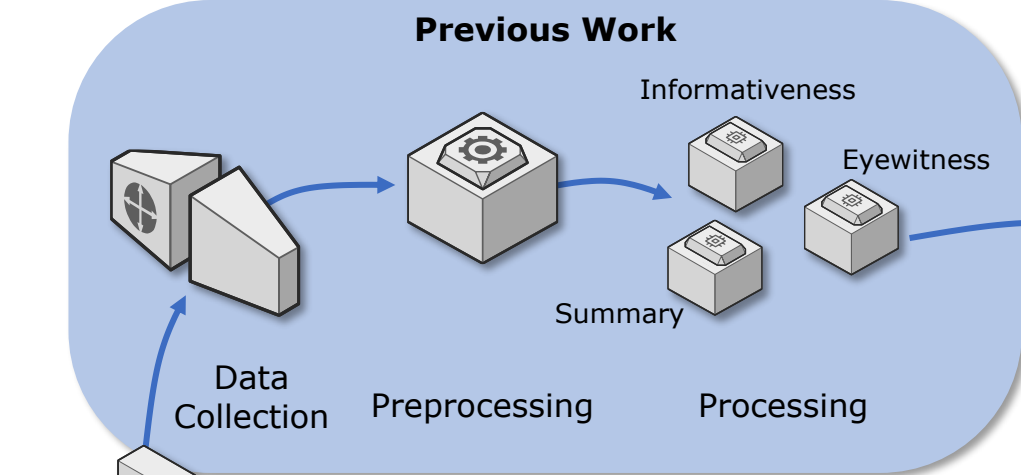 Previous Work
Informativeness
Eyewitness
Summary
Data
Collection
Preprocessing
Processing